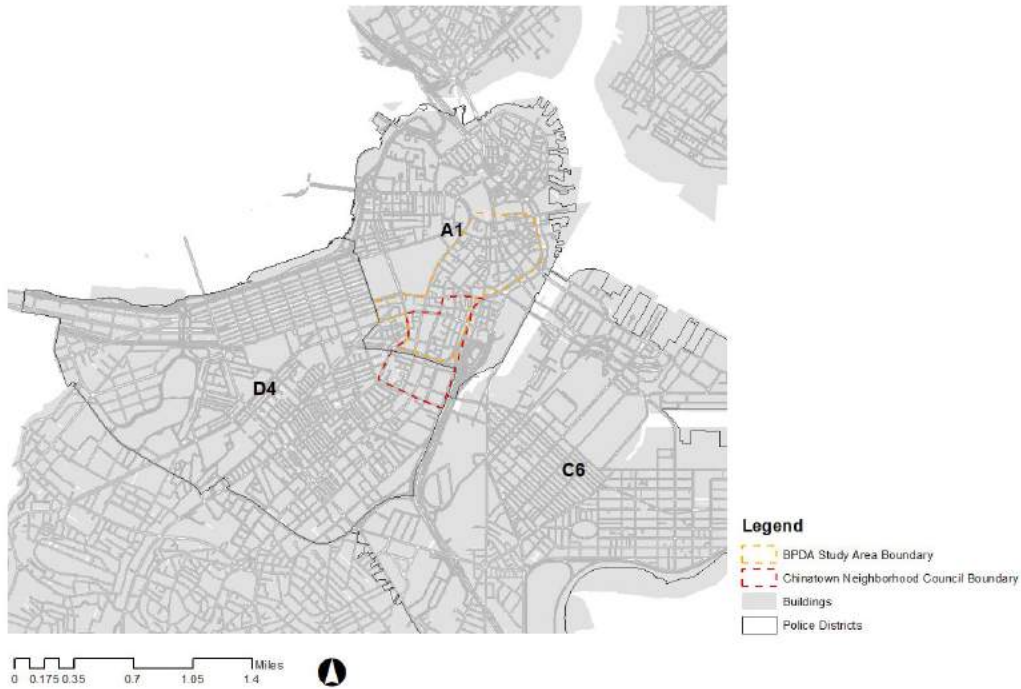 A1
D4
C6
Legend
BPDA Study Area Boundary
Chinatown Neighborhood Council Boundary
Buildings
Police Districts
Miles
0 0.175 0.35 0.7 1.05 1.4